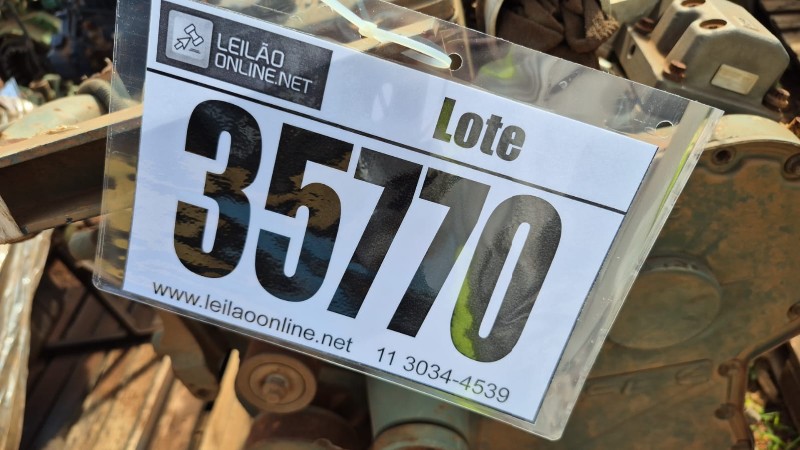 LEILÃO
ONLINE.NET
Lote
35770
www.leilaoonline.net 11 3034-4539